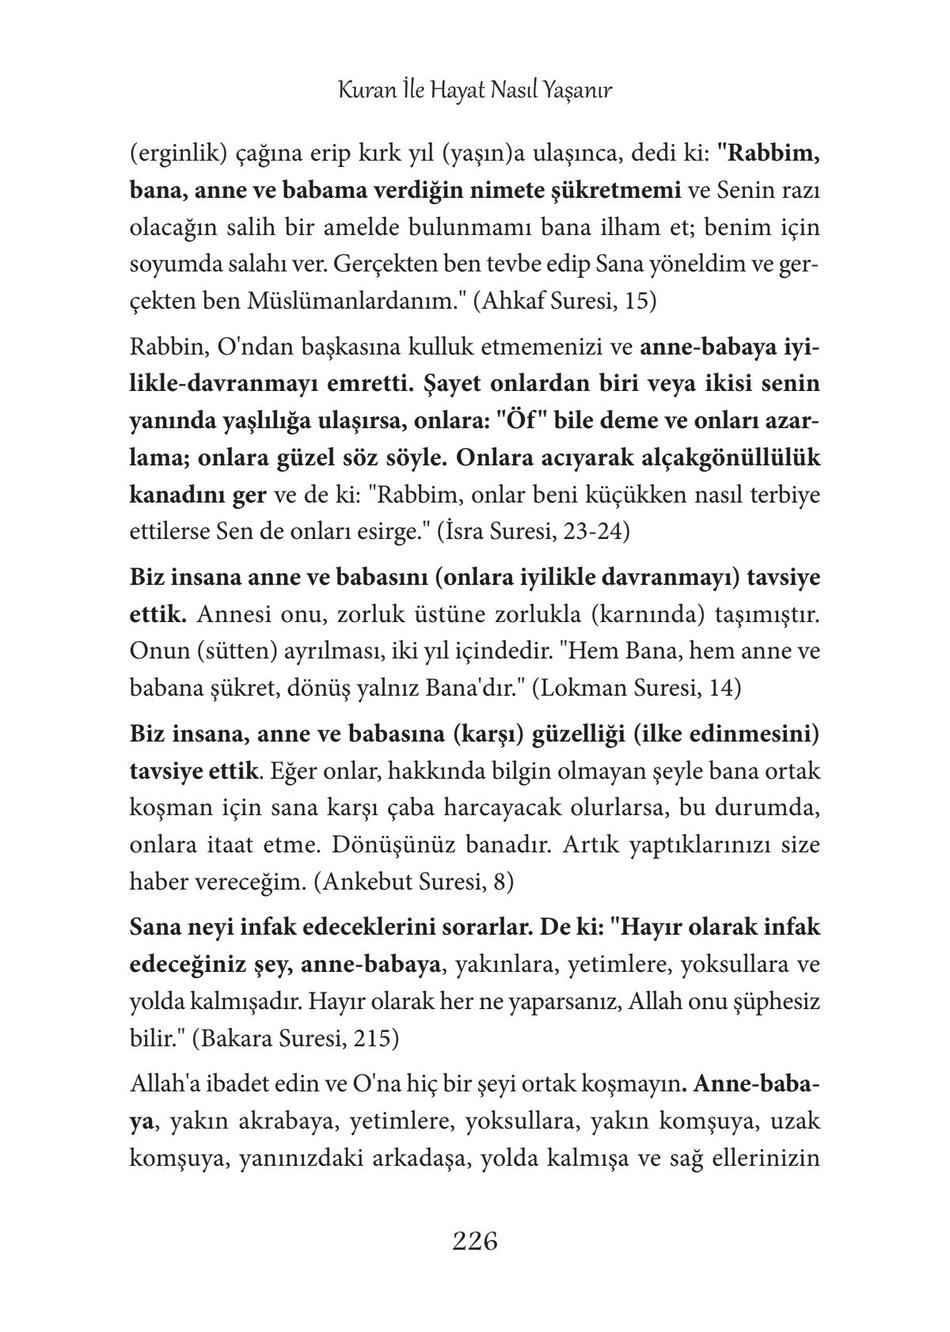 Kuran İle Hayat Nasıl Yaşanır
(erginlik) çağına erip kırk yıl (yaşın)a ulaşınca, dedi ki: "Rabbim,
bana, anne ve babama verdiğin nimete şükretmemi ve Senin razı
olacağın salih bir amelde bulunmamı bana ilham et; benim için
soyumda salahı ver. Gerçekten ben tevbe edip Sana yöneldim ve ger-
çekten ben Müslümanlardanım." (Ahkaf Suresi, 15)
Rabbin, O'ndan başkasına kulluk etmemenizi ve anne-babaya iyi-
likle-davranmayı emretti. Şayet onlardan biri veya ikisi senin
yanında yaşlılığa ulaşırsa, onlara: "Öf" bile deme ve onları azar-
lama; onlara güzel söz söyle. Onlara acıyarak alçakgönüllülük
kanadını ger ve de ki: "Rabbim, onlar beni küçükken nasıl terbiye
ettilerse Sen de onları esirge." (İsra Suresi, 23-24)
Biz insana anne ve babasını (onlara iyilikle davranmayı) tavsiye
ettik. Annesi onu, zorluk üstüne zorlukla (karnında) taşımıştır.
Onun (sütten) ayrılması, iki yıl içindedir. "Hem Bana, hem anne ve
babana şükret, dönüş yalnız Bana'dır." (Lokman Suresi, 14)
Biz insana, anne ve babasına (karşı) güzelliği (ilke edinmesini)
tavsiye ettik. Eğer onlar, hakkında bilgin olmayan şeyle bana ortak
koşman için sana karşı çaba harcayacak olurlarsa, bu durumda,
onlara itaat etme. Dönüşünüz banadır. Artık yaptıklarınızı size
haber vereceğim. (Ankebut Suresi, 8)
Sana neyi infak edeceklerini sorarlar. De ki: "Hayır olarak infak
edeceğiniz şey, anne-babaya, yakınlara, yetimlere, yoksullara ve
yolda kalmışadır. Hayır olarak her ne yaparsanız, Allah onu şüphesiz
bilir." (Bakara Suresi, 215)
Allah'a ibadet edin ve O'na hiç bir şeyi ortak koşmayın. Anne-baba-
ya, yakın akrabaya, yetimlere, yoksullara, yakın komşuya, uzak
komşuya, yanınızdaki arkadaşa, yolda kalmışa ve sağ ellerinizin
226